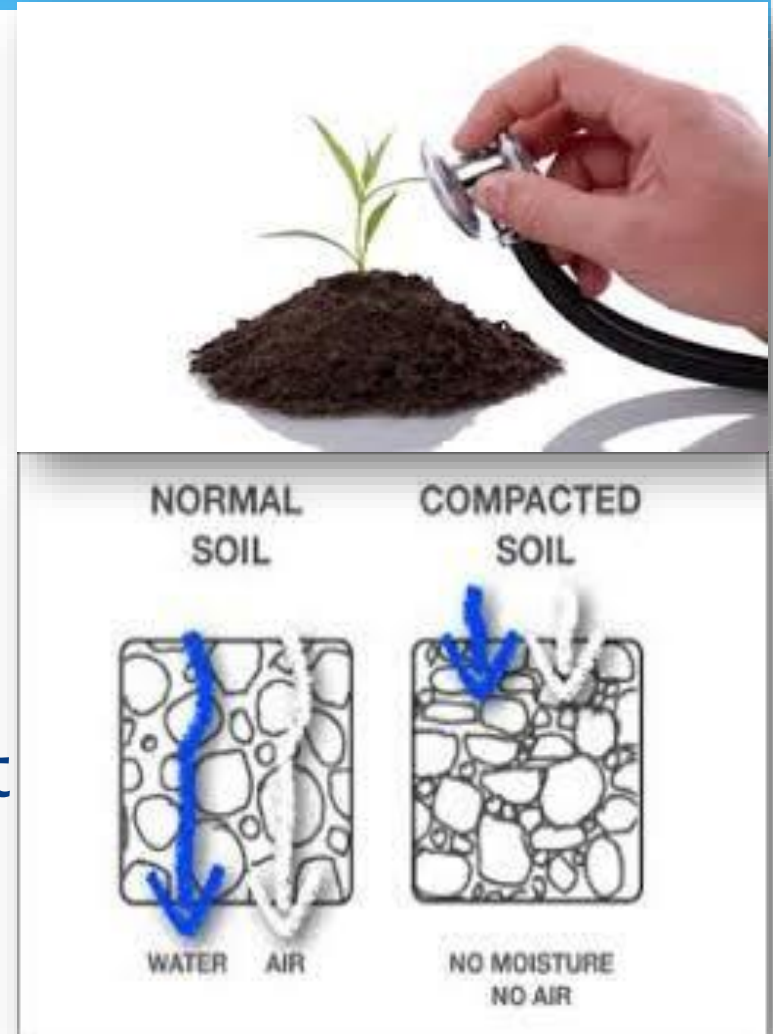 NORMAL
SOIL
COMPACTED
SOIL
WATER AIR
NO MOISTURE
NO AIR
t